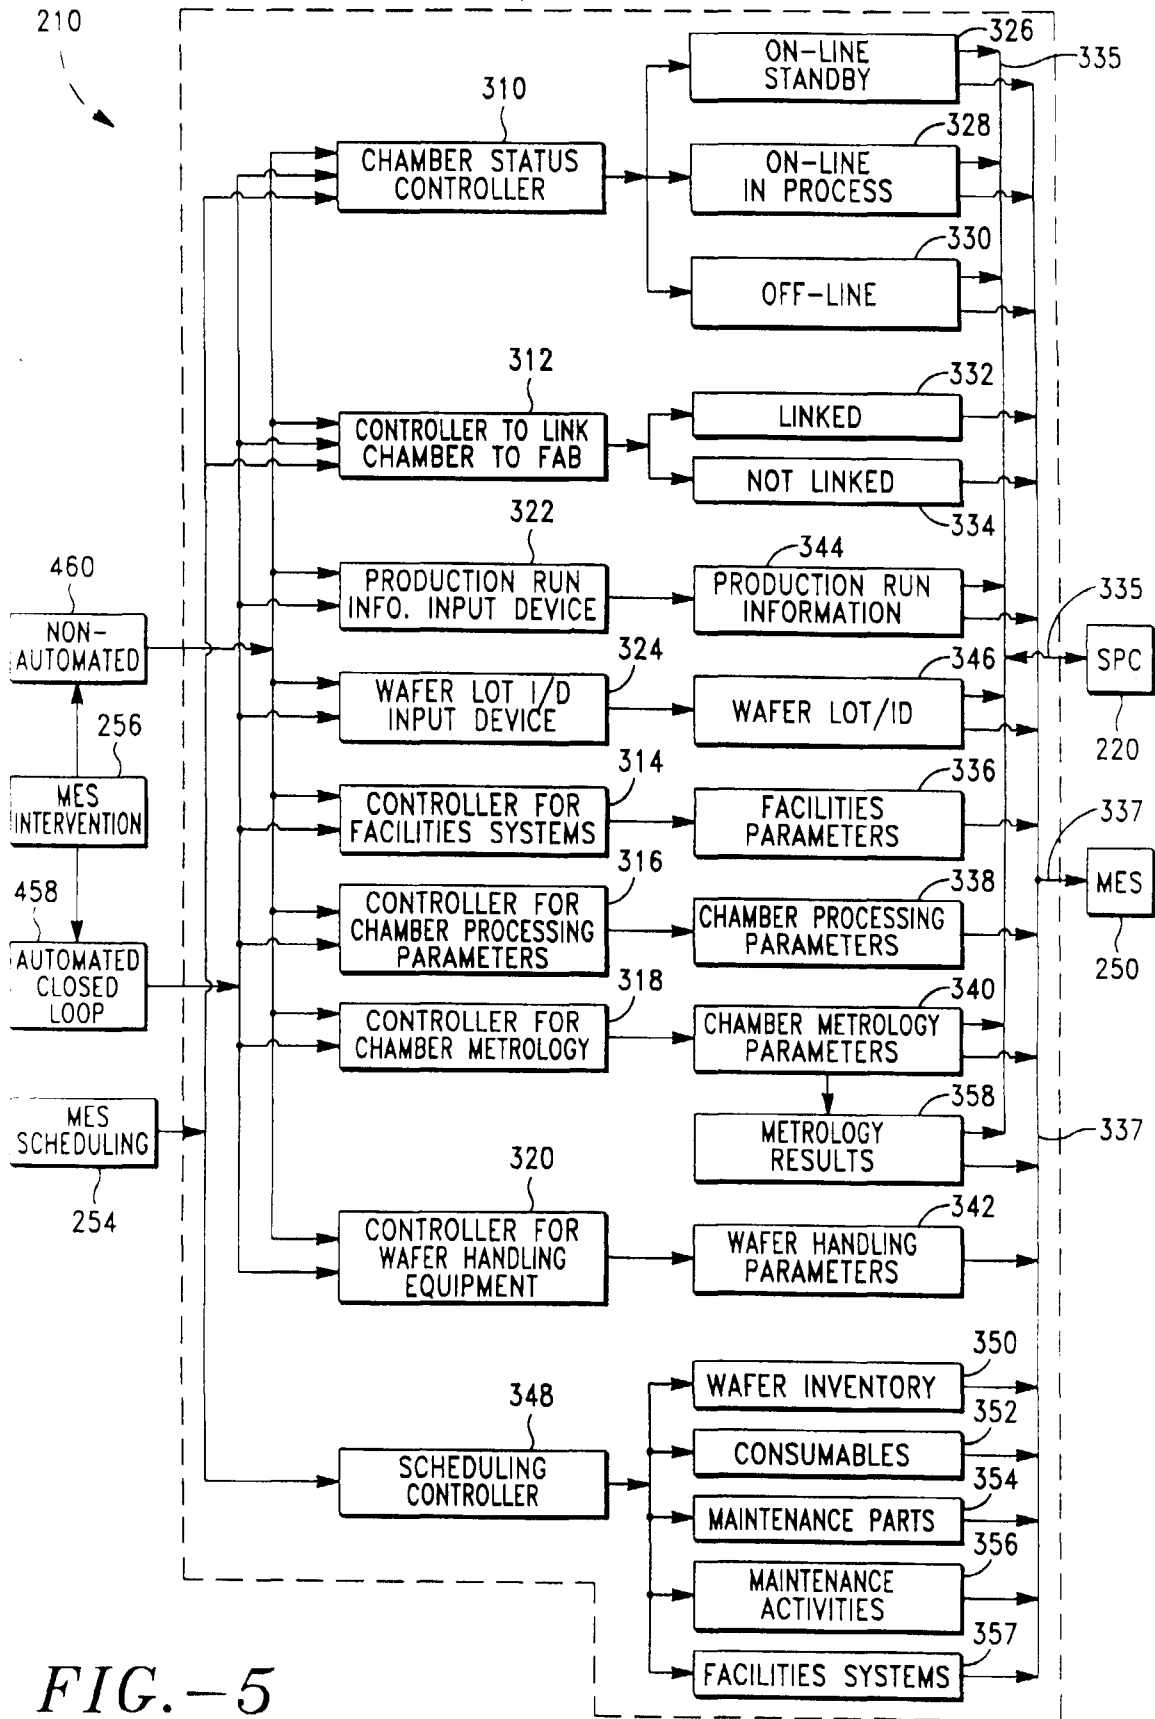 210
326
ON-LINE
STANDBY
335
310
CHAMBER STATUS
CONTROLLER
328
ON-LINE
IN PROCESS
330
OFF-LINE
312
CONTROLLER TO LINK
CHAMBER TO FAB
332
LINKED
NOT LINKED
334
322
PRODUCTION RUN
INFO. INPUT DEVICE
344
PRODUCTION RUN
INFORMATION
460
NON-
AUTOMATED
335
SPC
220
324
WAFER LOT I/D
INPUT DEVICE
346
WAFER LOT/ID
256
MES
INTERVENTION
314
CONTROLLER FOR
FACILITIES SYSTEMS
336
FACILITIES
PARAMETERS
337
MES
250
458
AUTOMATED
CLOSED
LOOP
316
CONTROLLER FOR
CHAMBER PROCESSING
PARAMETERS
338
CHAMBER PROCESSING
PARAMETERS
318
CONTROLLER FOR
CHAMBER METROLOGY
340
CHAMBER METROLOGY
PARAMETERS
358
METROLOGY
RESULTS
337
MES
SCHEDULING
254
320
CONTROLLER FOR
WAFER HANDLING
EQUIPMENT
342
WAFER HANDLING
PARAMETERS
348
SCHEDULING
CONTROLLER
350
WAFER INVENTORY
352
CONSUMABLES
354
MAINTENANCE PARTS
356
MAINTENANCE
ACTIVITIES
357
FACILITIES SYSTEMS
FIG.-5